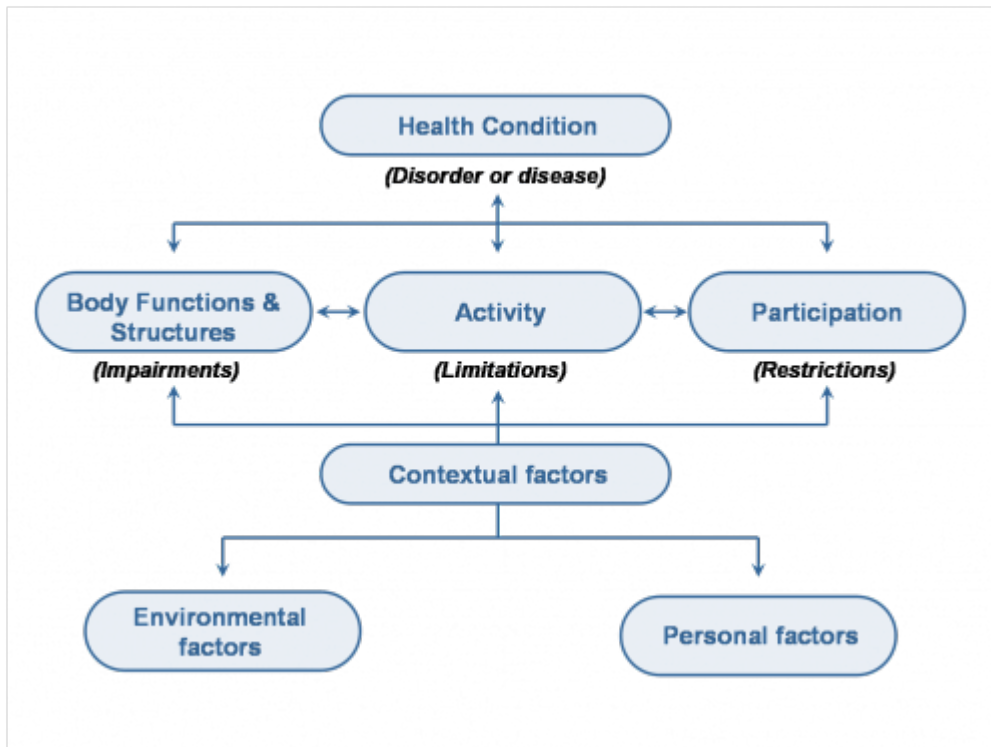 Health Condition
(Disorder or disease)
Body Functions &
Structures
(Impairments)
Activity
(Limitations)
Participation
(Restrictions)
Contextual factors
Environmental
factors
Personal factors